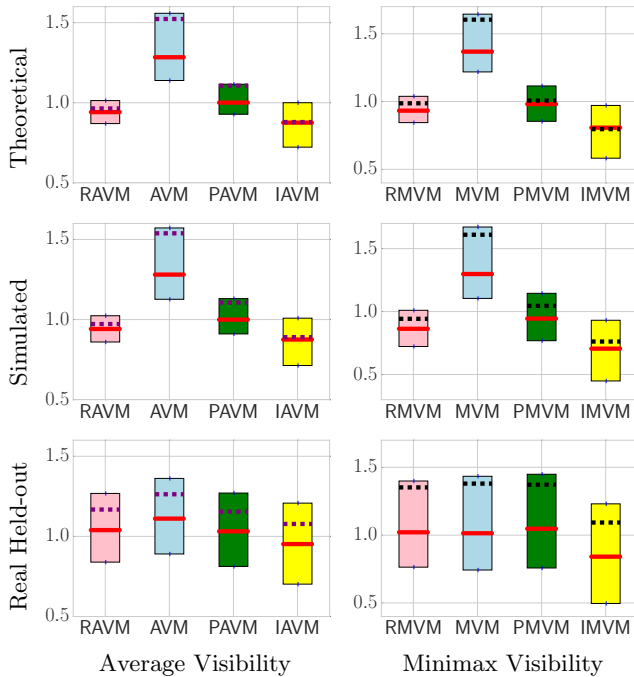 Theoretical
1.5
1.0
0.5
RAVM AVM PAVM IAVM
1.5
1.0
0.5
RMVM MVM PMVM IMVM
Simulated
1.5
1.0
0.5
RAVM AVM PAVM IAVM
1.5
1.0
0.5
RMVM MVM PMVM IMVM
Real Held-out
1.5
1.0
0.5
RAVM AVM PAVM IAVM
1.5
1.0
0.5
RMVM MVM PMVM IMVM
Average Visibility
Minimax Visibility